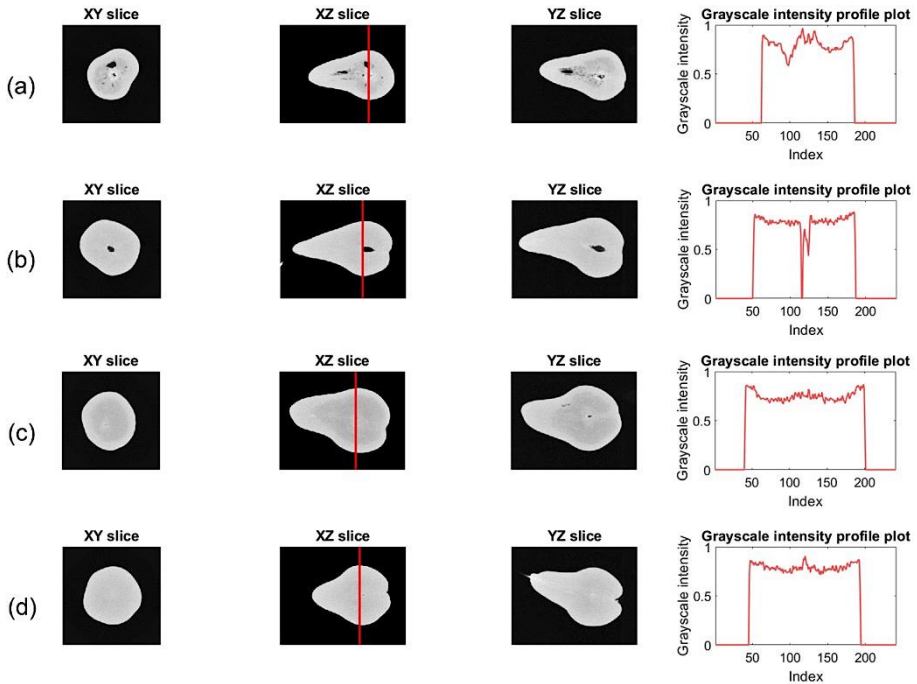 XY slice XZ slice YZ slice Grayscale intensity profile plot
(a)
Grayscale intensity
1
0.5
0
50 100 150 200
Index
XY slice XZ slice YZ slice Grayscale intensity profile plot
(b)
Grayscale intensity
1
0.5
0
50 100 150 200
Index
XY slice XZ slice YZ slice Grayscale intensity profile plot
(c)
Grayscale intensity
1
0.5
0
50 100 150 200
Index
XY slice XZ slice YZ slice Grayscale intensity profile plot
(d)
Grayscale intensity
1
0.5
0
50 100 150 200
Index